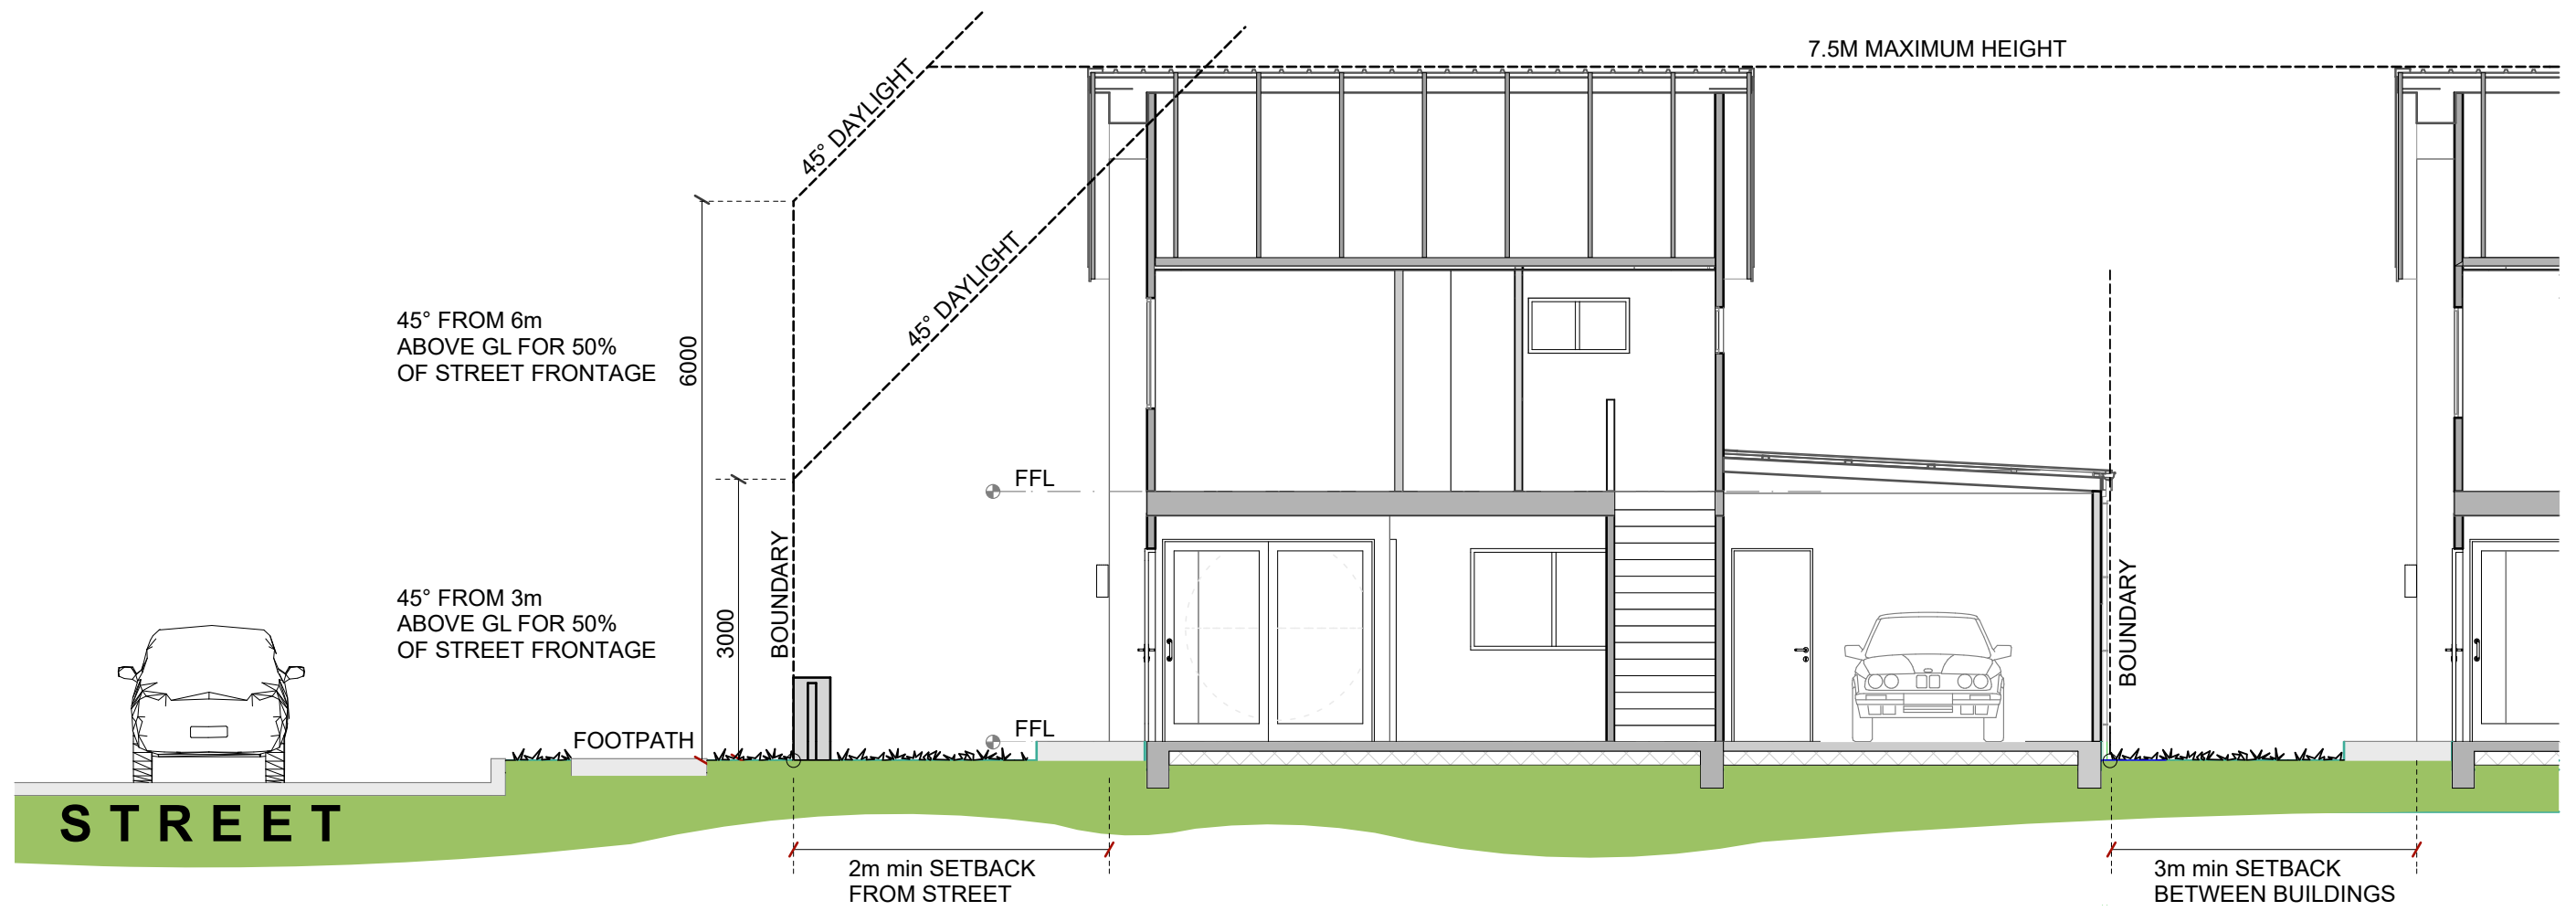 7.5M MAXIMUM HEIGHT
45° DAYLIGHT
45° DAYLIGHT
45° FROM 6m
ABOVE GL FOR 50%
OF STREET FRONTAGE
6000
FFL
45° FROM 3m
ABOVE GL FOR 50%
OF STREET FRONTAGE
3000
BOUNDARY
BOUNDARY
FOOTPATH
FFL
STREET
2m min SETBACK
FROM STREET
3m min SETBACK
BETWEEN BUILDINGS